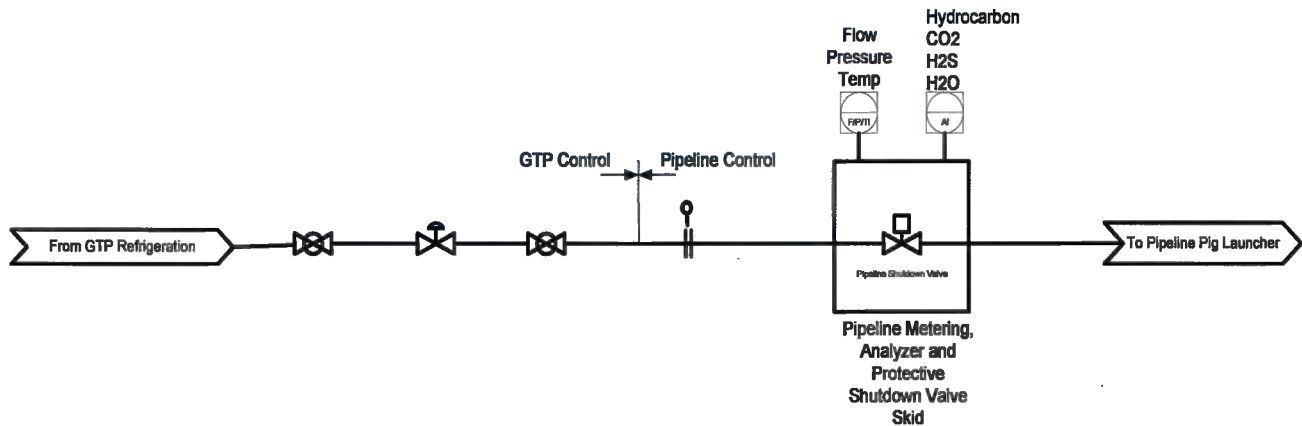 Flow
Pressure
Temp
Hydrocarbon
CO2
H2S
H2O
F/P/TI
AI
GTP Control
Pipeline Control
From GTP Refrigeration
To Pipeline Pig Launcher
Pipeline Shutdown Valve
Pipeline Metering,
Analyzer and
Protective
Shutdown Valve
Skid